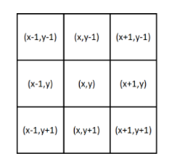 (x-1,y-1) (x,y-1) (x+1,y-1)
(x-1,y) (x,y) (x+1,y)
(x-1,y+1) (x,y+1) (x+1,y+1)